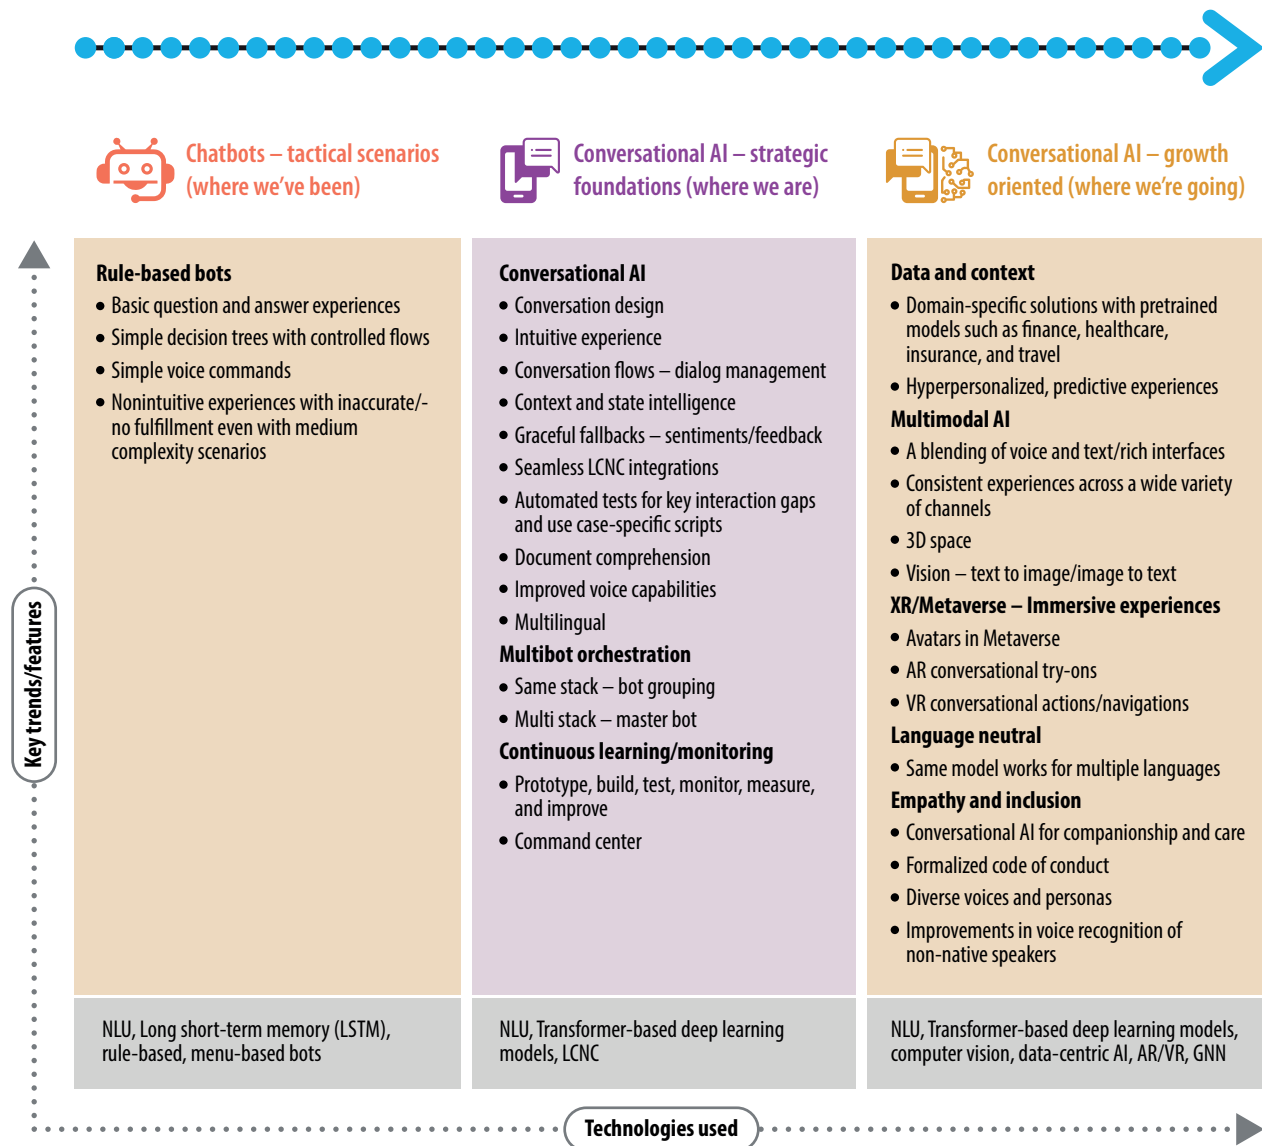 Chatbots – tactical scenarios
(where we've been)
Conversational AI – strategic
foundations (where we are)
Conversational AI – growth
oriented (where we're going)
Key trends/features
Rule-based bots
• Basic question and answer experiences
• Simple decision trees with controlled flows
• Simple voice commands
• Nonintuitive experiences with inaccurate/-
no fulfillment even with medium
complexity scenarios
Conversational AI
• Conversation design
• Intuitive experience
• Conversation flows – dialog management
• Context and state intelligence
• Graceful fallbacks – sentiments/feedback
• Seamless LCNC integrations
• Automated tests for key interaction gaps
and use case-specific scripts
• Document comprehension
• Improved voice capabilities
• Multilingual
Multibot orchestration
• Same stack – bot grouping
• Multi stack – master bot
Continuous learning/monitoring
• Prototype, build, test, monitor, measure,
and improve
• Command center
Data and context
• Domain-specific solutions with pretrained
models such as finance, healthcare,
insurance, and travel
• Hyperpersonalized, predictive experiences
Multimodal AI
• A blending of voice and text/rich interfaces
• Consistent experiences across a wide variety
of channels
• 3D space
• Vision – text to image/image to text
XR/Metaverse – Immersive experiences
• Avatars in Metaverse
• AR conversational try-ons
• VR conversational actions/navigations
Language neutral
• Same model works for multiple languages
Empathy and inclusion
• Conversational AI for companionship and care
• Formalized code of conduct
• Diverse voices and personas
• Improvements in voice recognition of
non-native speakers
NLU, Long short-term memory (LSTM),
rule-based, menu-based bots
NLU, Transformer-based deep learning
models, LCNC
NLU, Transformer-based deep learning models,
computer vision, data-centric AI, AR/VR, GNN
Technologies used